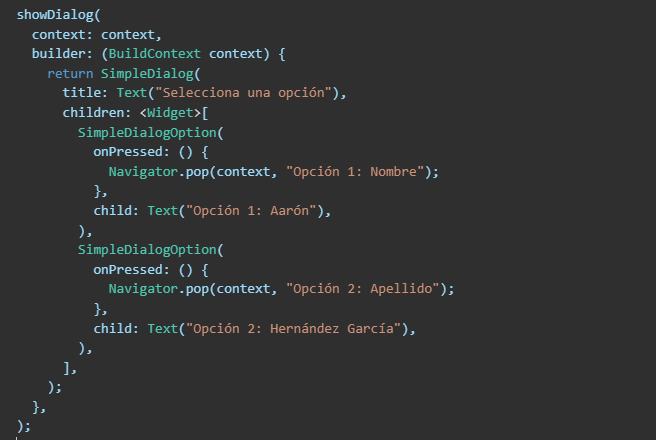 showDialog(
  context: context,
  builder: (BuildContext context) {
    return SimpleDialog(
      title: Text("Selecciona una opción"),
      children: <Widget>[
        SimpleDialogOption(
          onPressed: () {
            Navigator.pop(context, "Opción 1: Nombre");
          },
          child: Text("Opción 1: Aarón"),
        ),
        SimpleDialogOption(
          onPressed: () {
            Navigator.pop(context, "Opción 2: Apellido");
          },
          child: Text("Opción 2: Hernández García"),
        ),
      ],
    );
  },
);